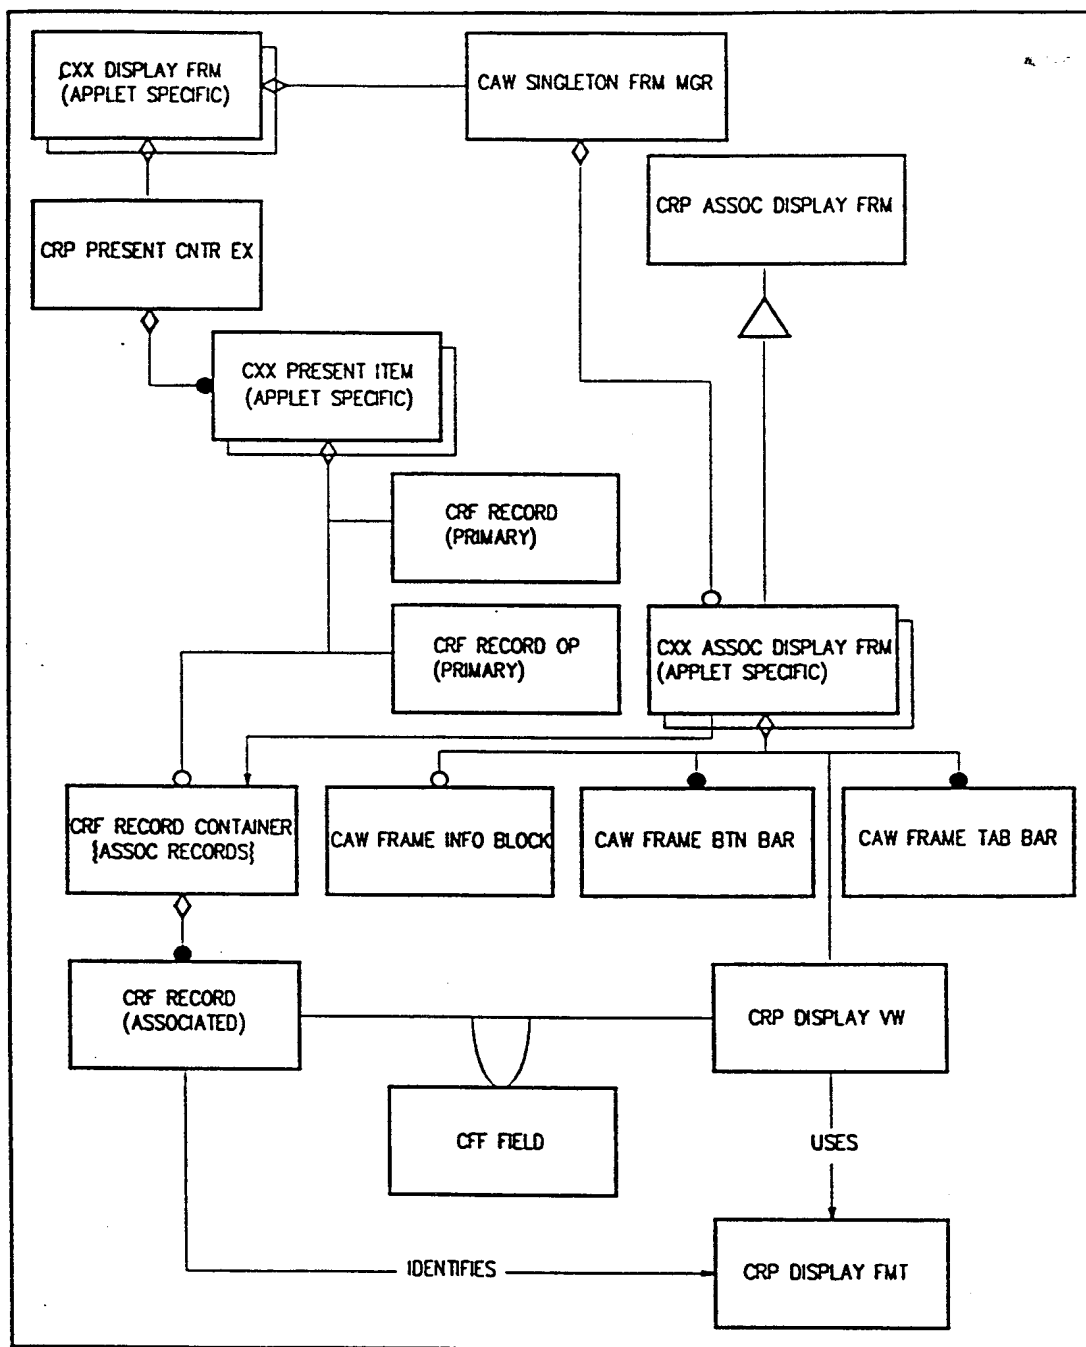 CXX DISPLAY FRM
(APPLET SPECIFIC)
CAW SINGLETON FRM MGR
CRP ASSOC DISPLAY FRM
CRP PRESENT CNTR EX
CXX PRESENT ITEM
(APPLET SPECIFIC)
CRF RECORD
(PRIMARY)
CRF RECORD OP
(PRIMARY)
CXX ASSOC DISPLAY FRM
(APPLET SPECIFIC)
CRF RECORD CONTAINER
{ASSOC RECORDS}
CAW FRAME INFO BLOCK
CAW FRAME BTN BAR
CAW FRAME TAB BAR
CRF RECORD
(ASSOCIATED)
CRP DISPLAY VW
CFF FIELD
USES
IDENTIFIES
CRP DISPLAY FMT